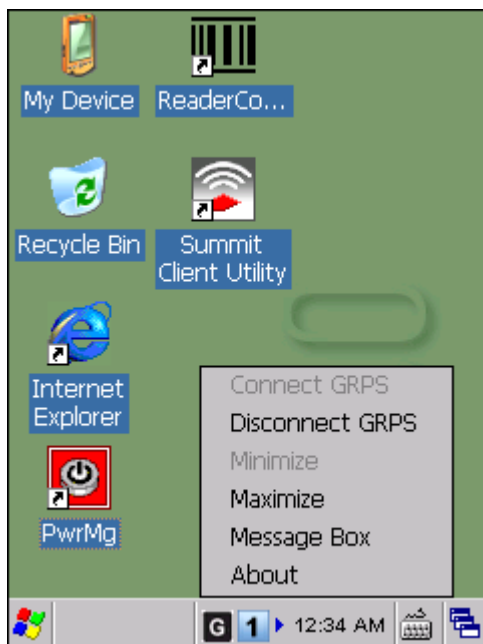 My Device
ReaderCo...
Recycle Bin
Summit
Client Utility
Internet
Explorer
PwrMg
Connect GRPS
Disconnect GRPS
Minimize
Maximize
Message Box
About
G 1 12:34 AM